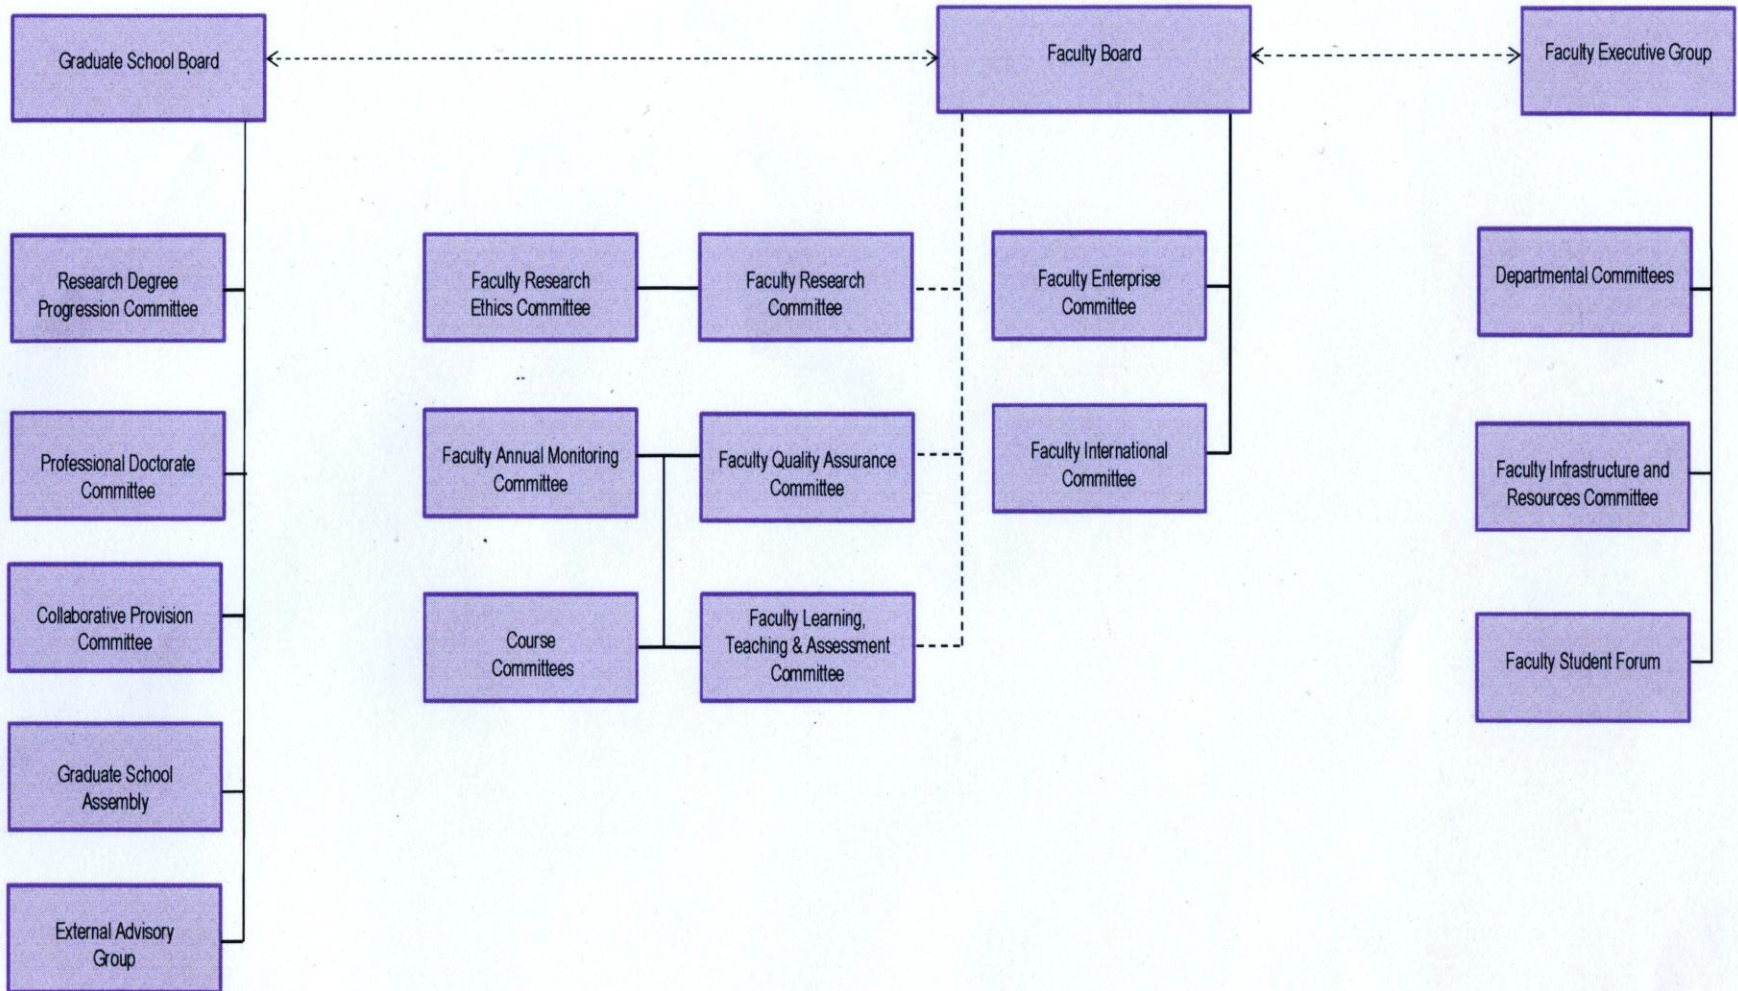 Graduate School Board
Faculty Board
Faculty Executive Group
Research Degree
Progression Committee
Faculty Research
Ethics Committee
Faculty Research
Committee
Faculty Enterprise
Committee
Departmental Committees
Professional Doctorate
Committee
Faculty Annual Monitoring
Committee
Faculty Quality Assurance
Committee
Faculty International
Committee
Faculty Infrastructure and
Resources Committee
Collaborative Provision
Committee
Course
Committees
Faculty Learning,
Teaching & Assessment
Committee
Faculty Student Forum
Graduate School
Assembly
External Advisory
Group